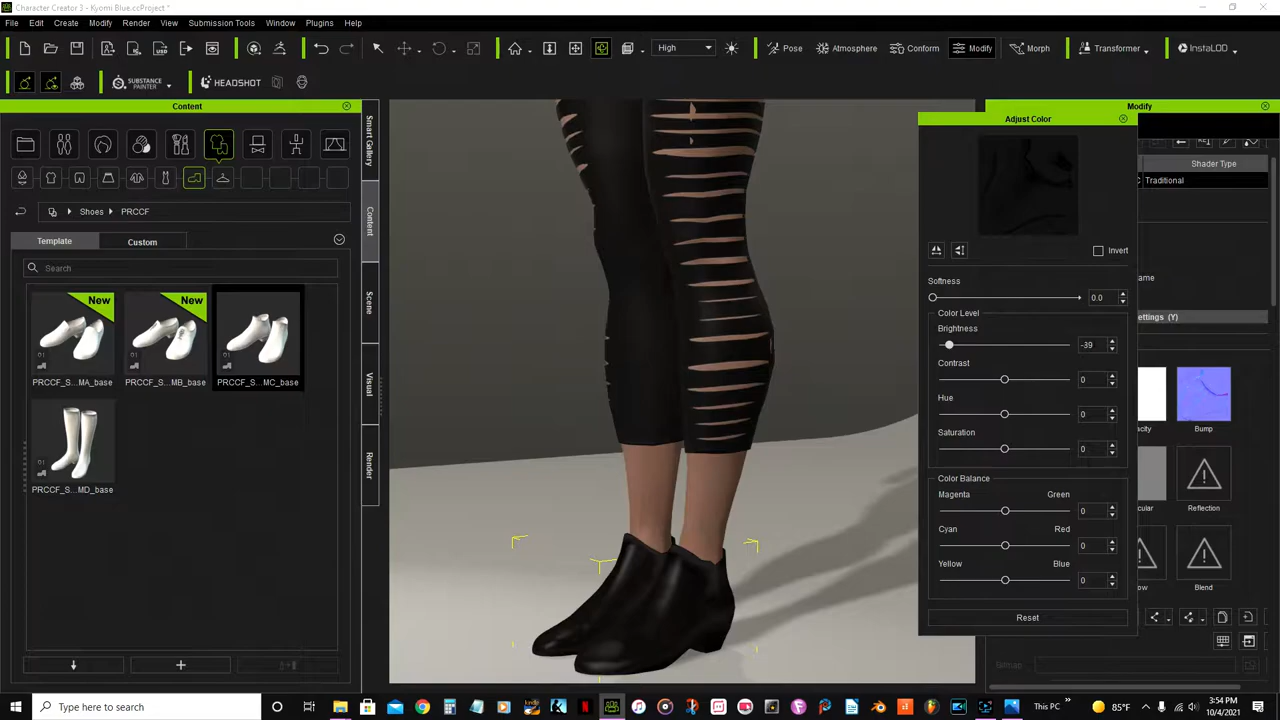 Character Creator 3 - Kyomi Blue.ccProject *
File Edit Create Modify Render View Submission Tools Window Plugins Help
High Pose Atmosphere Conform Modify Morph Transformer InstaLOD
SUBSTANCE PAINTER HEADSHOT
Content
Modify
Adjust Color
Smart Gallery
Content
Scene
Visual
Render
Shader Type
Traditional
Shoes PRCCF
Template Custom
Search
New New
PRCCF_S...MA_base PRCCF_S...MB_base PRCCF_S...MC_base
PRCCF_S...MD_base
Invert
Softness
0.0
Color Level
Brightness
-39
Contrast
0
Hue
0
Saturation
0
Color Balance
Magenta Green
0
Cyan Red
0
Yellow Blue
0
Reset
ame
ettings (Y)
acity Bump
cular Reflection
ow Blend
Bitmap
Type here to search
This PC
85°F
3:54 PM
10/4/2021